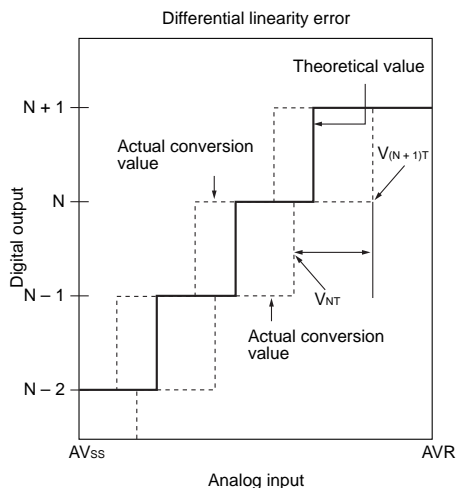 Differential linearity error
Theoretical value
N + 1
Actual conversion
value
V(N + 1)T
N
Digital output
N – 1
VNT
Actual conversion
value
N – 2
AVss
AVR
Analog input